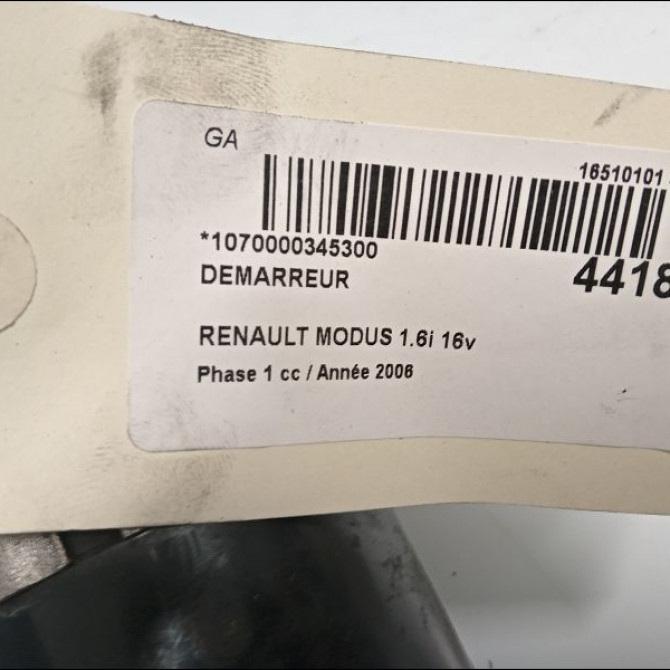 GA
16510101
*1070000345300
DEMARREUR
4418
RENAULT MODUS 1.6i 16v
Phase 1 cc / Année 2006